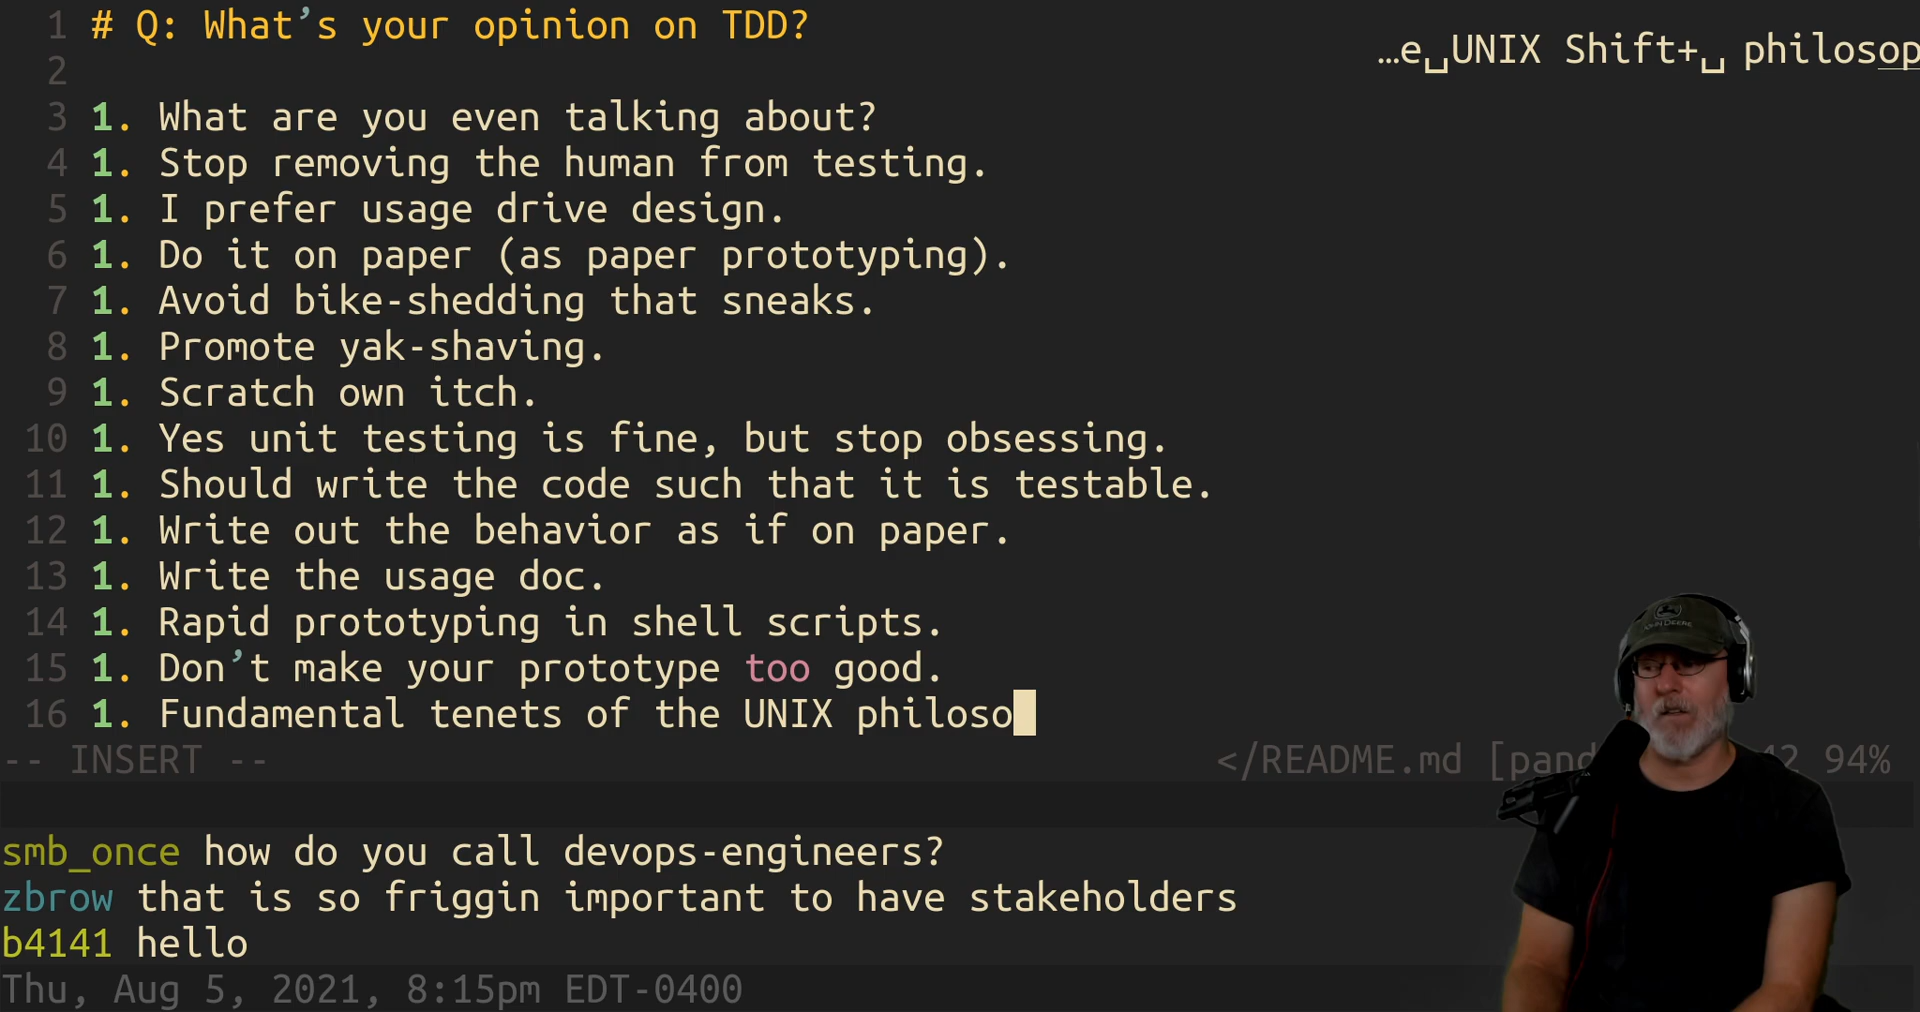 1 # Q: What’s your opinion on TDD?
…e␣UNIX Shift+␣ philosop
2
3 1. What are you even talking about?
4 1. Stop removing the human from testing.
5 1. I prefer usage drive design.
6 1. Do it on paper (as paper prototyping).
7 1. Avoid bike-shedding that sneaks.
8 1. Promote yak-shaving.
9 1. Scratch own itch.
10 1. Yes unit testing is fine, but stop obsessing.
11 1. Should write the code such that it is testable.
12 1. Write out the behavior as if on paper.
13 1. Write the usage doc.
14 1. Rapid prototyping in shell scripts.
15 1. Don’t make your prototype too good.
16 1. Fundamental tenets of the UNIX philoso
JOHN DEERE
-- INSERT -- </README.md [pand 42 94%
smb_once how do you call devops-engineers?
zbrow that is so friggin important to have stakeholders
b4141 hello
Thu, Aug 5, 2021, 8:15pm EDT-0400